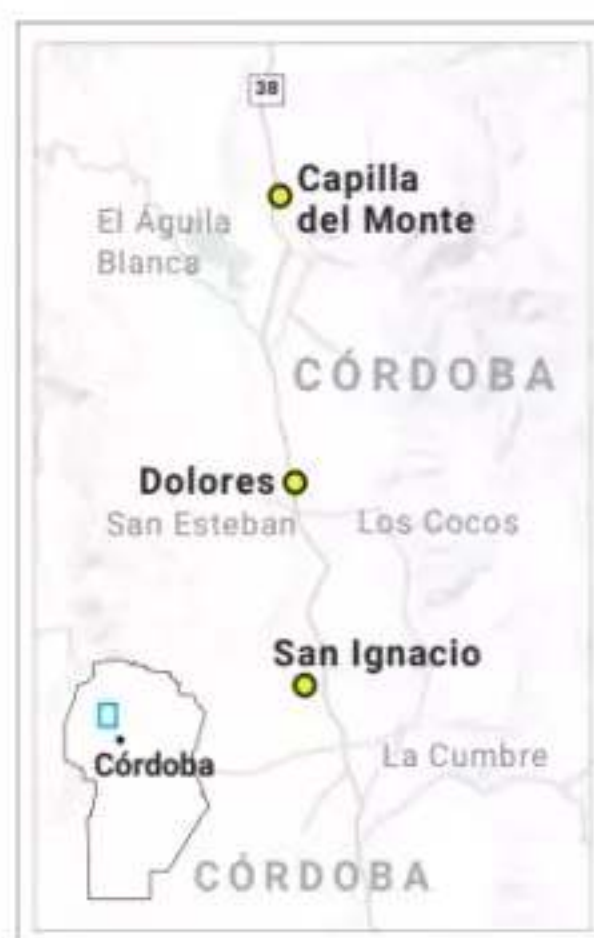 38
Capilla
del Monte
El Águila
Blanca
CÓRDOBA
Dolores
San Esteban
Los Cocos
San Ignacio
La Cumbre
Córdoba
CÓRDOBA